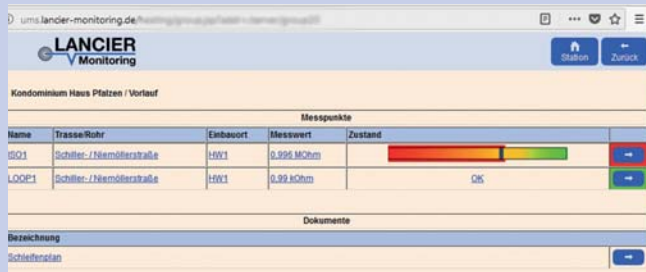 ums.lancier-monitoring.de/
LANCIER
Monitoring
Station
Zurück
Kondominium Haus Pfalzen / Vorlauf
Messpunkte
Name Trasse/Rohr Einbauort Messwert Zustand
ISO1 Schiller- / Niemöllerstraße HW1 0,996 MOhm
LOOP1 Schiller- / Niemöllerstraße HW1 0,99 kOhm OK
Dokumente
Bezeichnung
Schleifenplan